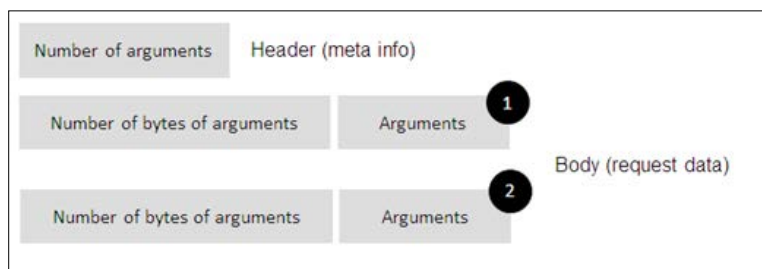 Number of arguments Header (meta info)
Number of bytes of arguments Arguments 1
Body (request data)
Number of bytes of arguments Arguments 2